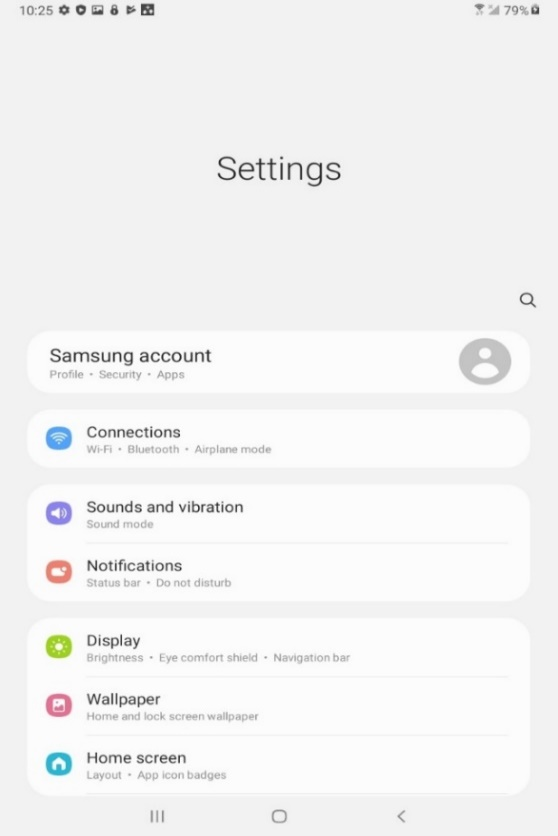 10:25 79%
Settings
Samsung account
Profile • Security • Apps
Connections
Wi-Fi • Bluetooth • Airplane mode
Sounds and vibration
Sound mode
Notifications
Status bar • Do not disturb
Display
Brightness • Eye comfort shield • Navigation bar
Wallpaper
Home and lock screen wallpaper
Home screen
Layout • App icon badges